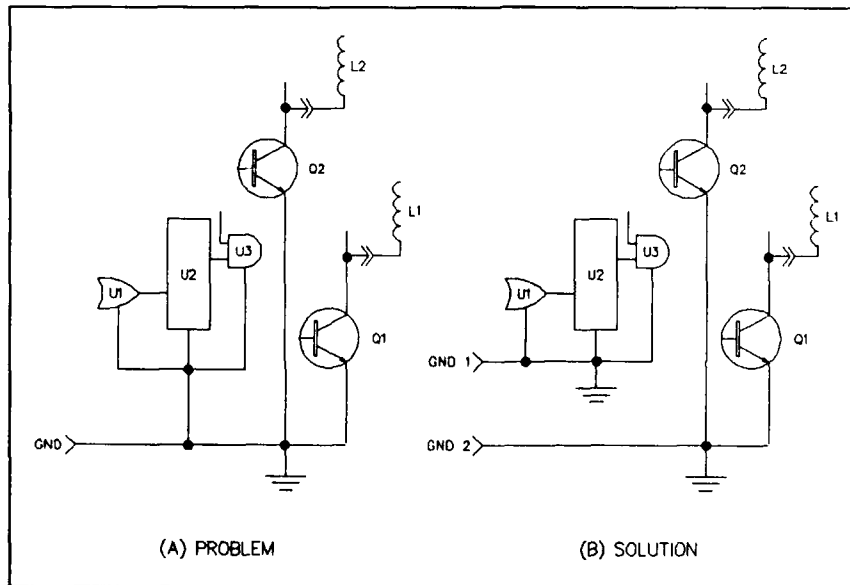 L2
Q2
L1
U3
U2
U1
Q1
GND
(A) PROBLEM
L2
Q2
L1
U3
U2
U1
Q1
GND 1
GND 2
(B) SOLUTION